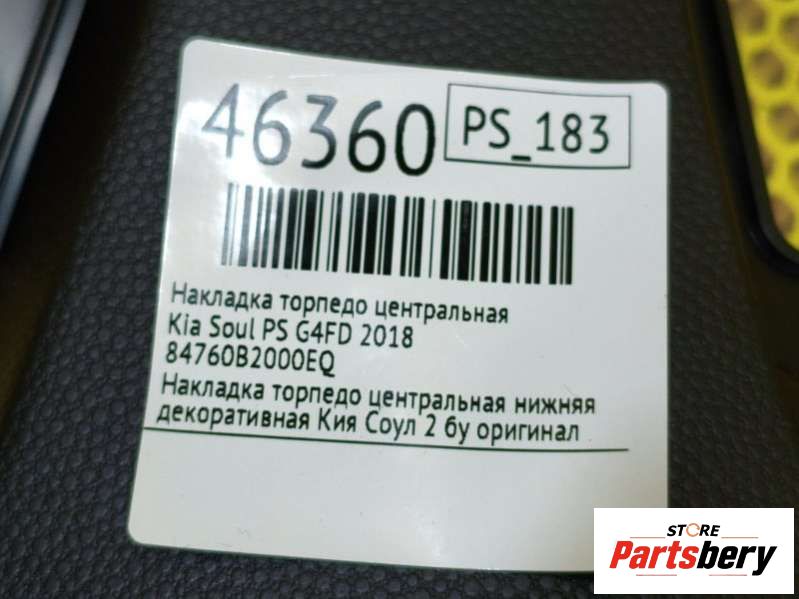 46360
PS_183
Накладка торпедо центральная
Kia Soul PS G4FD 2018
84760B2000EQ
Накладка торпедо центральная нижняя
декоративная Кия Соул 2 бу оригинал
STORE
Partsbery